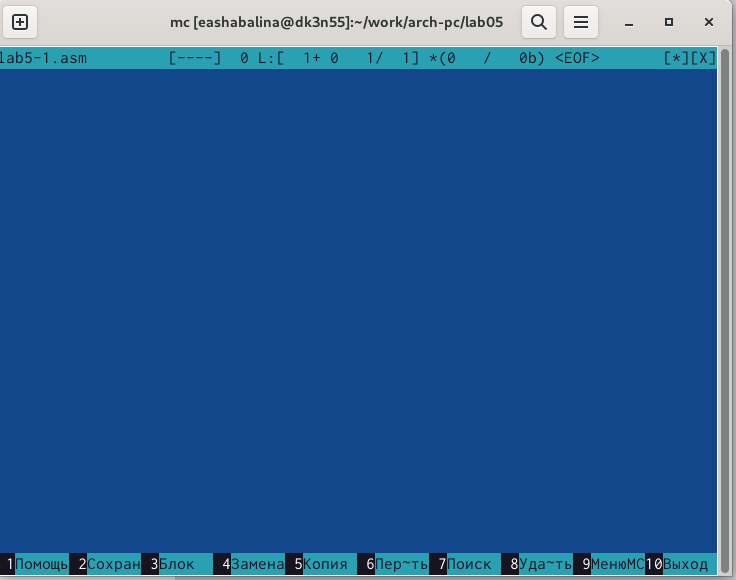 mc [eashabalina@dk3n55]:~/work/arch-pc/lab05
lab5-1.asm [----] 0 L:[ 1+ 0 1/ 1] *(0 / 0b) <EOF> [*][X]
1Помощь 2Сохран 3Блок 4Замена 5Копия 6Пер~ть 7Поиск 8Уда~ть 9МенюMC 10Выход